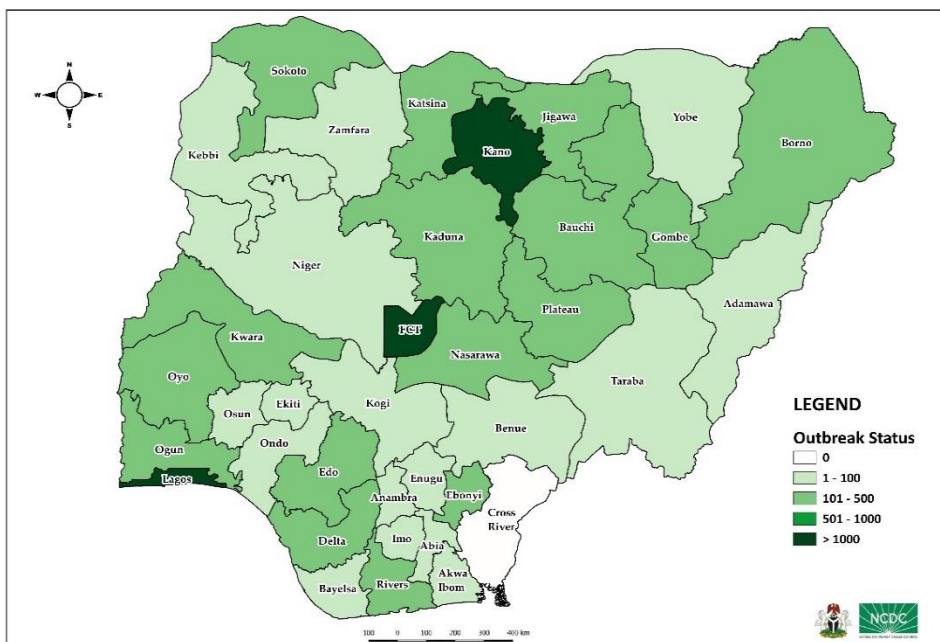 N
W
E
S
Sokoto
Katsina
Jigawa
Yobe
Borno
Zamfara
Kebbi
Kano
Kaduna
Bauchi
Gombe
Niger
Adamawa
Plateau
FCT
Kwara
Nasarawa
Oyo
Taraba
Kogi
Osun
Ekiti
Benue
Ondo
Ogun
Lagos
Edo
Enugu
Anambra
Ebonyi
Cross
River
Delta
Imo
Abia
Akwa
Ibom
Bayelsa
Rivers
LEGEND
Outbreak Status
0
1 - 100
101 - 500
501 - 1000
> 1000
100 0 100 200 300 400 km
NCDC